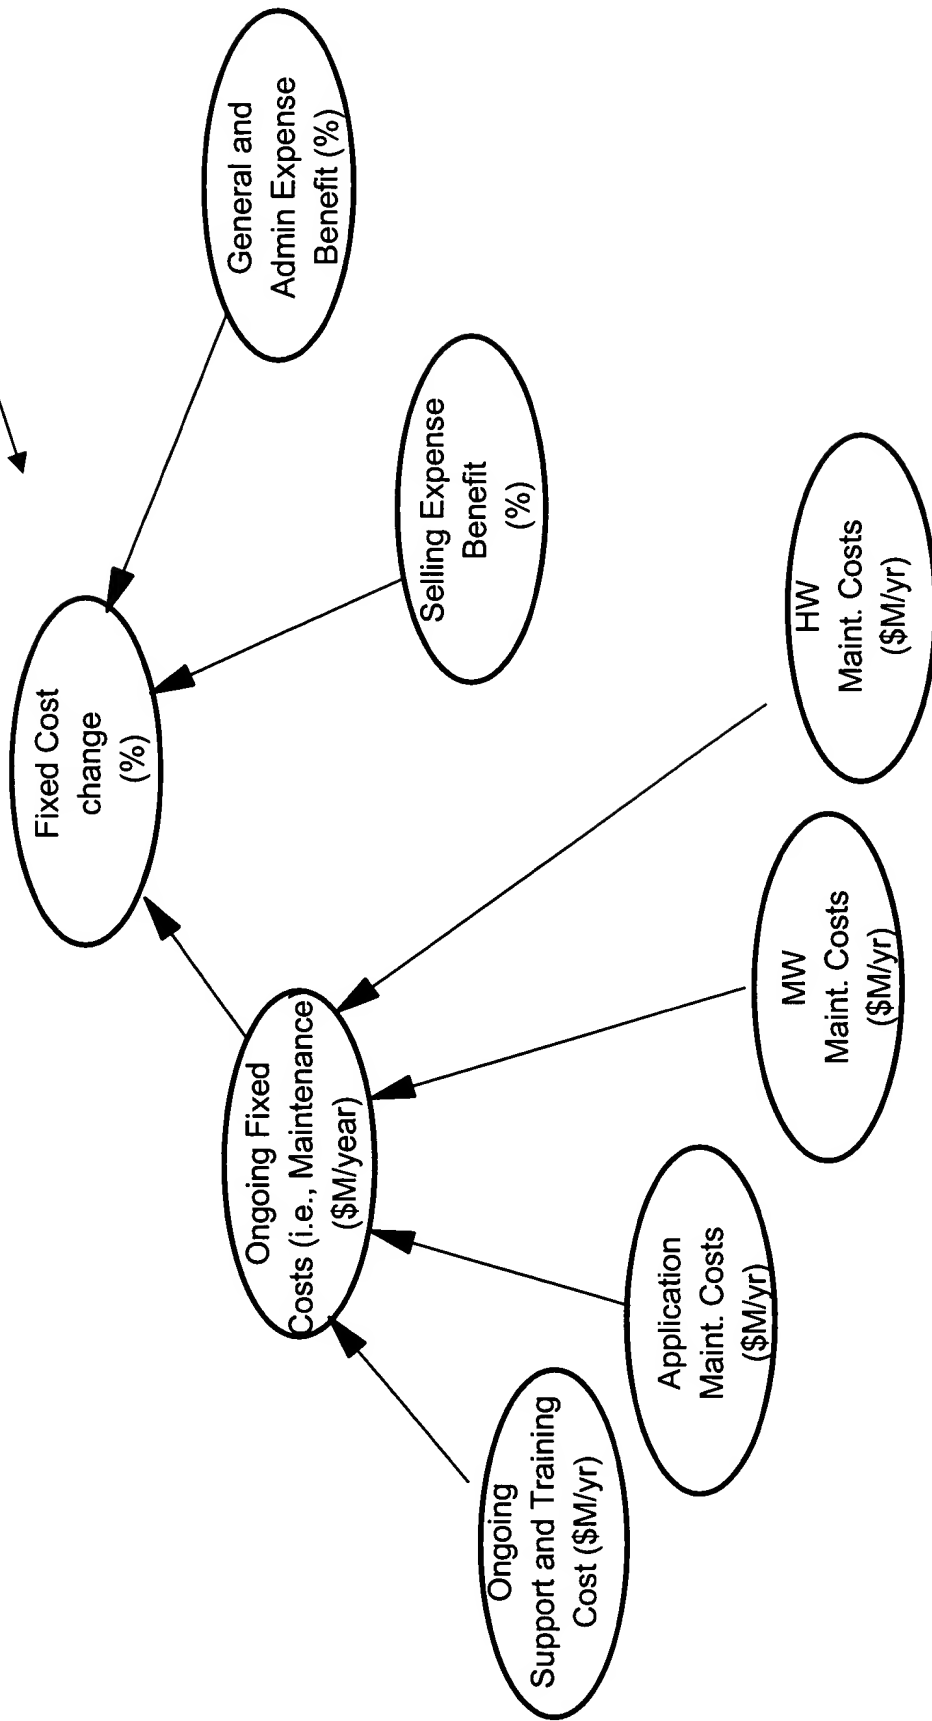 Fixed Cost
change
(%)
General and
Admin Expense
Benefit (%)
Selling Expense
Benefit
(%)
Ongoing Fixed
Costs (i.e., Maintenance
($M/year)
Ongoing
Support and Training
Cost ($M/yr)
Application
Maint. Costs
($M/yr)
MW
Maint. Costs
($M/yr)
HW
Maint. Costs
($M/yr)